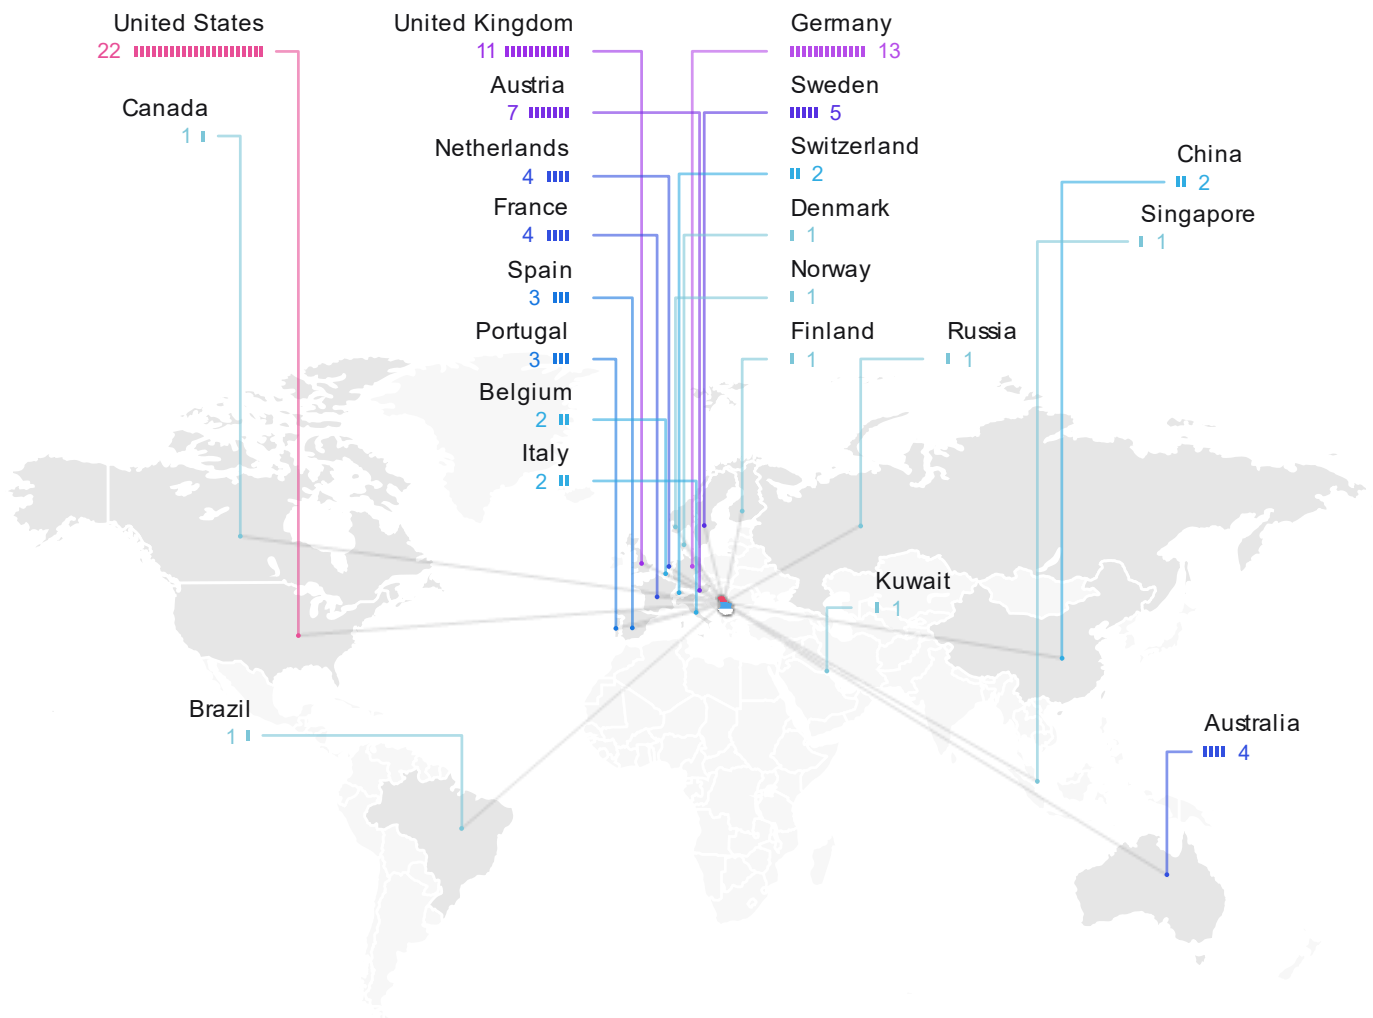 United States
22
Canada
1
United Kingdom
11
Austria
7
Netherlands
4
France
4
Spain
3
Portugal
3
Belgium
2
Italy
2
Germany
13
Sweden
5
Switzerland
2
Denmark
1
Norway
1
Finland
1
Russia
1
China
2
Singapore
1
Kuwait
1
Brazil
1
Australia
4